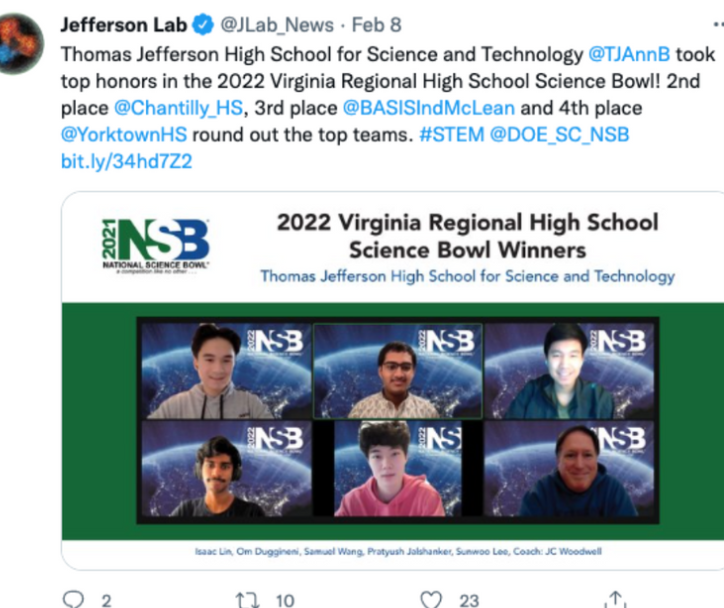 Jefferson Lab @JLab_News · Feb 8
Thomas Jefferson High School for Science and Technology @TJAnnB took
top honors in the 2022 Virginia Regional High School Science Bowl! 2nd
place @Chantilly_HS, 3rd place @BASISIndMcLean and 4th place
@YorktownHS round out the top teams. #STEM @DOE_SC_NSB
bit.ly/34hd7Z2
2021 NSB
NATIONAL SCIENCE BOWL
a competition like no other . . .
2022 Virginia Regional High School
Science Bowl Winners
Thomas Jefferson High School for Science and Technology
2022 NSB
2022 NSB
2022 NSB
2022 NSB
2022 NSB
2022 NSB
Isaac Lin, Om Duggineni, Samuel Wang, Pratyush Jaishanker, Sunwoo Lee, Coach: JC Woodwell
2 10 23